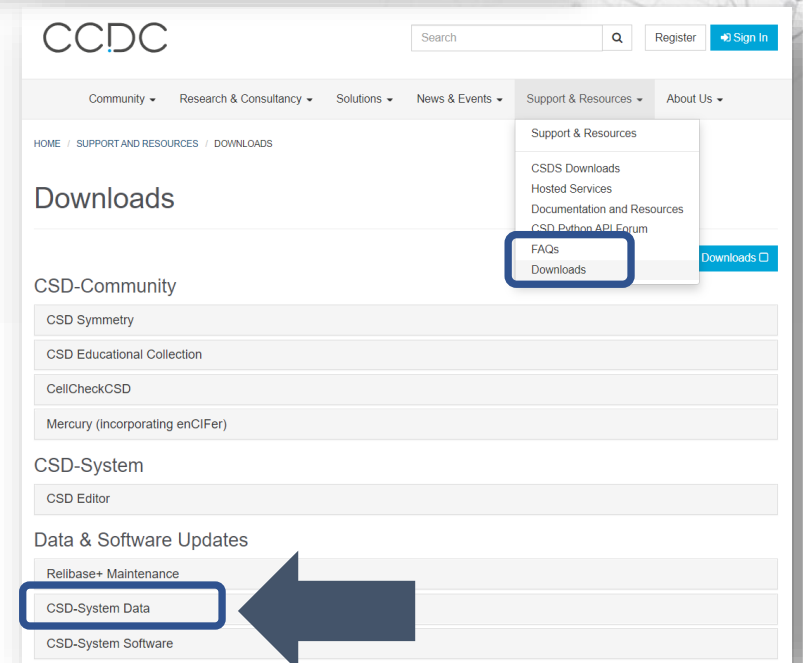 CCDC
Search
Register
Sign In
Community
Research & Consultancy
Solutions
News & Events
Support & Resources
About Us
HOME / SUPPORT AND RESOURCES / DOWNLOADS
Support & Resources
CSDS Downloads
Hosted Services
Documentation and Resources
CSD Python API Forum
FAQs
Downloads
Downloads
Downloads
CSD-Community
CSD Symmetry
CSD Educational Collection
CellCheckCSD
Mercury (incorporating enCIFer)
CSD-System
CSD Editor
Data & Software Updates
Relibase+ Maintenance
CSD-System Data
CSD-System Software